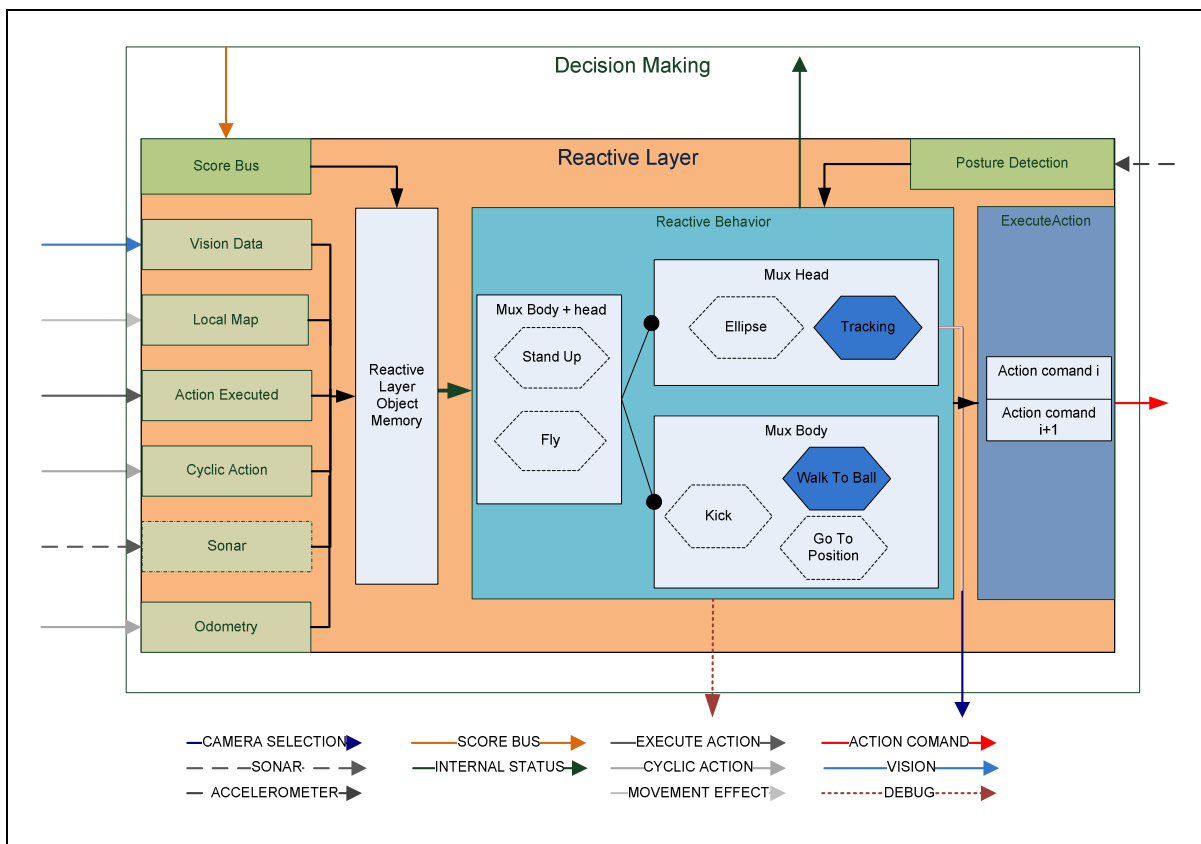 Decision Making
Reactive Layer
Score Bus
Posture Detection
Vision Data
Local Map
Action Executed
Cyclic Action
Sonar
Odometry
Reactive
Layer
Object
Memory
Reactive Behavior
Mux Body + head
Stand Up
Fly
Mux Head
Ellipse
Tracking
Mux Body
Walk To Ball
Kick
Go To
Position
ExecuteAction
Action comand i
Action comand
i+1
CAMERA SELECTION
SCORE BUS
EXECUTE ACTION
ACTION COMAND
SONAR
INTERNAL STATUS
CYCLIC ACTION
VISION
ACCELEROMETER
MOVEMENT EFFECT
DEBUG